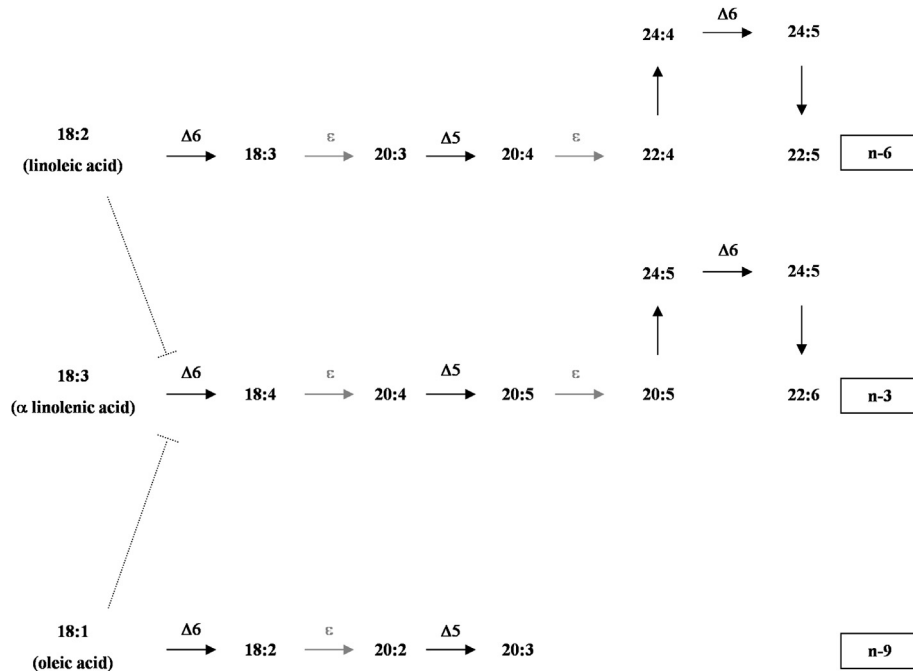 24:4 Δ6 24:5
18:2 Δ6 ε Δ5 ε
(linoleic acid) 18:3 20:3 20:4 22:4 22:5 n-6
24:5 Δ6 24:5
18:3 Δ6 ε Δ5 ε
(α linolenic acid) 18:4 20:4 20:5 20:5 22:6 n-3
18:1 Δ6 ε Δ5
(oleic acid) 18:2 20:2 20:3 n-9